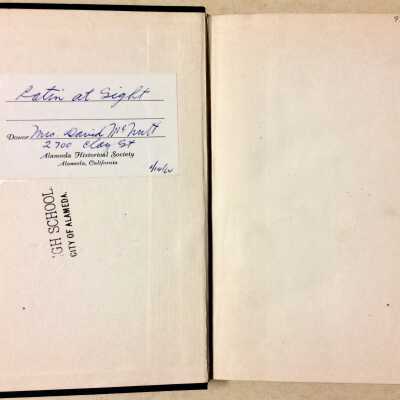 Latin at Sight
Donor Mrs. David McNutt
2700 Clay St
Alameda Historical Society
Alameda, California
GH SCHOOL.
CITY OF ALAMEDA.